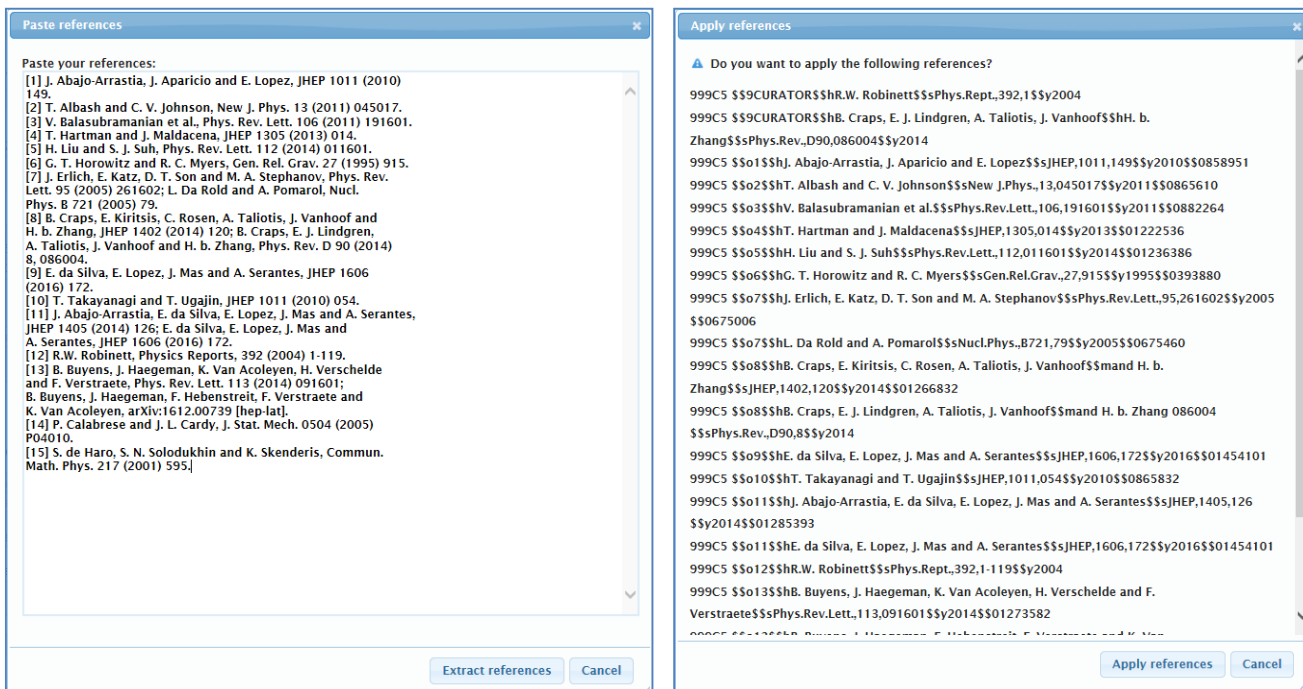 Paste references
Paste your references:
[1] J. Abajo-Arrastia, J. Aparicio and E. Lopez, JHEP 1011 (2010)
149.
[2] T. Albash and C. V. Johnson, New J. Phys. 13 (2011) 045017.
[3] V. Balasubramanian et al., Phys. Rev. Lett. 106 (2011) 191601.
[4] T. Hartman and J. Maldacena, JHEP 1305 (2013) 014.
[5] H. Liu and S. J. Suh, Phys. Rev. Lett. 112 (2014) 011601.
[6] G. T. Horowitz and R. C. Myers, Gen. Rel. Grav. 27 (1995) 915.
[7] J. Erlich, E. Katz, D. T. Son and M. A. Stephanov, Phys. Rev.
Lett. 95 (2005) 261602; L. Da Rold and A. Pomarol, Nucl.
Phys. B 721 (2005) 79.
[8] B. Craps, E. Kiritsis, C. Rosen, A. Taliotis, J. Vanhoof and
H. b. Zhang, JHEP 1402 (2014) 120; B. Craps, E. J. Lindgren,
A. Taliotis, J. Vanhoof and H. b. Zhang, Phys. Rev. D 90 (2014)
8, 086004.
[9] E. da Silva, E. Lopez, J. Mas and A. Serantes, JHEP 1606
(2016) 172.
[10] T. Takayanagi and T. Ugajin, JHEP 1011 (2010) 054.
[11] J. Abajo-Arrastia, E. da Silva, E. Lopez, J. Mas and A. Serantes,
JHEP 1405 (2014) 126; E. da Silva, E. Lopez, J. Mas and
A. Serantes, JHEP 1606 (2016) 172.
[12] R.W. Robinett, Physics Reports, 392 (2004) 1-119.
[13] B. Buyens, J. Haegeman, K. Van Acoleyen, H. Verschelde
and F. Verstraete, Phys. Rev. Lett. 113 (2014) 091601;
B. Buyens, J. Haegeman, F. Hebenstreit, F. Verstraete and
K. Van Acoleyen, arXiv:1612.00739 [hep-lat].
[14] P. Calabrese and J. L. Cardy, J. Stat. Mech. 0504 (2005)
P04010.
[15] S. de Haro, S. N. Solodukhin and K. Skenderis, Commun.
Math. Phys. 217 (2001) 595.
Extract references
Cancel
Apply references
Do you want to apply the following references?
999C5 $$9CURATOR$$hR.W. Robinett$$sPhys.Rept.,392,1$$y2004
999C5 $$9CURATOR$$hB. Craps, E. J. Lindgren, A. Taliotis, J. Vanhoof$$hH. b.
Zhang$$sPhys.Rev.,D90,086004$$y2014
999C5 $$o1$$hJ. Abajo-Arrastia, J. Aparicio and E. Lopez$$sJHEP,1011,149$$y2010$$0858951
999C5 $$o2$$hT. Albash and C. V. Johnson$$sNew J.Phys.,13,045017$$y2011$$0865610
999C5 $$o3$$hV. Balasubramanian et al.$$sPhys.Rev.Lett.,106,191601$$y2011$$0882264
999C5 $$o4$$hT. Hartman and J. Maldacena$$sJHEP,1305,014$$y2013$$01222536
999C5 $$o5$$hH. Liu and S. J. Suh$$sPhys.Rev.Lett.,112,011601$$y2014$$01236386
999C5 $$o6$$hG. T. Horowitz and R. C. Myers$$sGen.Rel.Grav.,27,915$$y1995$$0393880
999C5 $$o7$$hJ. Erlich, E. Katz, D. T. Son and M. A. Stephanov$$sPhys.Rev.Lett.,95,261602$$y2005
$$0675006
999C5 $$o7$$hL. Da Rold and A. Pomarol$$sNucl.Phys.,B721,79$$y2005$$0675460
999C5 $$o8$$hB. Craps, E. Kiritsis, C. Rosen, A. Taliotis, J. Vanhoof$$mand H. b.
Zhang$$sJHEP,1402,120$$y2014$$01266832
999C5 $$o8$$hB. Craps, E. J. Lindgren, A. Taliotis, J. Vanhoof$$mand H. b. Zhang 086004
$$sPhys.Rev.,D90,8$$y2014
999C5 $$o9$$hE. da Silva, E. Lopez, J. Mas and A. Serantes$$sJHEP,1606,172$$y2016$$01454101
999C5 $$o10$$hT. Takayanagi and T. Ugajin$$sJHEP,1011,054$$y2010$$0865832
999C5 $$o11$$hJ. Abajo-Arrastia, E. da Silva, E. Lopez, J. Mas and A. Serantes$$sJHEP,1405,126
$$y2014$$01285393
999C5 $$o11$$hE. da Silva, E. Lopez, J. Mas and A. Serantes$$sJHEP,1606,172$$y2016$$01454101
999C5 $$o12$$hR.W. Robinett$$sPhys.Rept.,392,1-119$$y2004
999C5 $$o13$$hB. Buyens, J. Haegeman, K. Van Acoleyen, H. Verschelde and F.
Verstraete$$sPhys.Rev.Lett.,113,091601$$y2014$$01273582
Apply references
Cancel